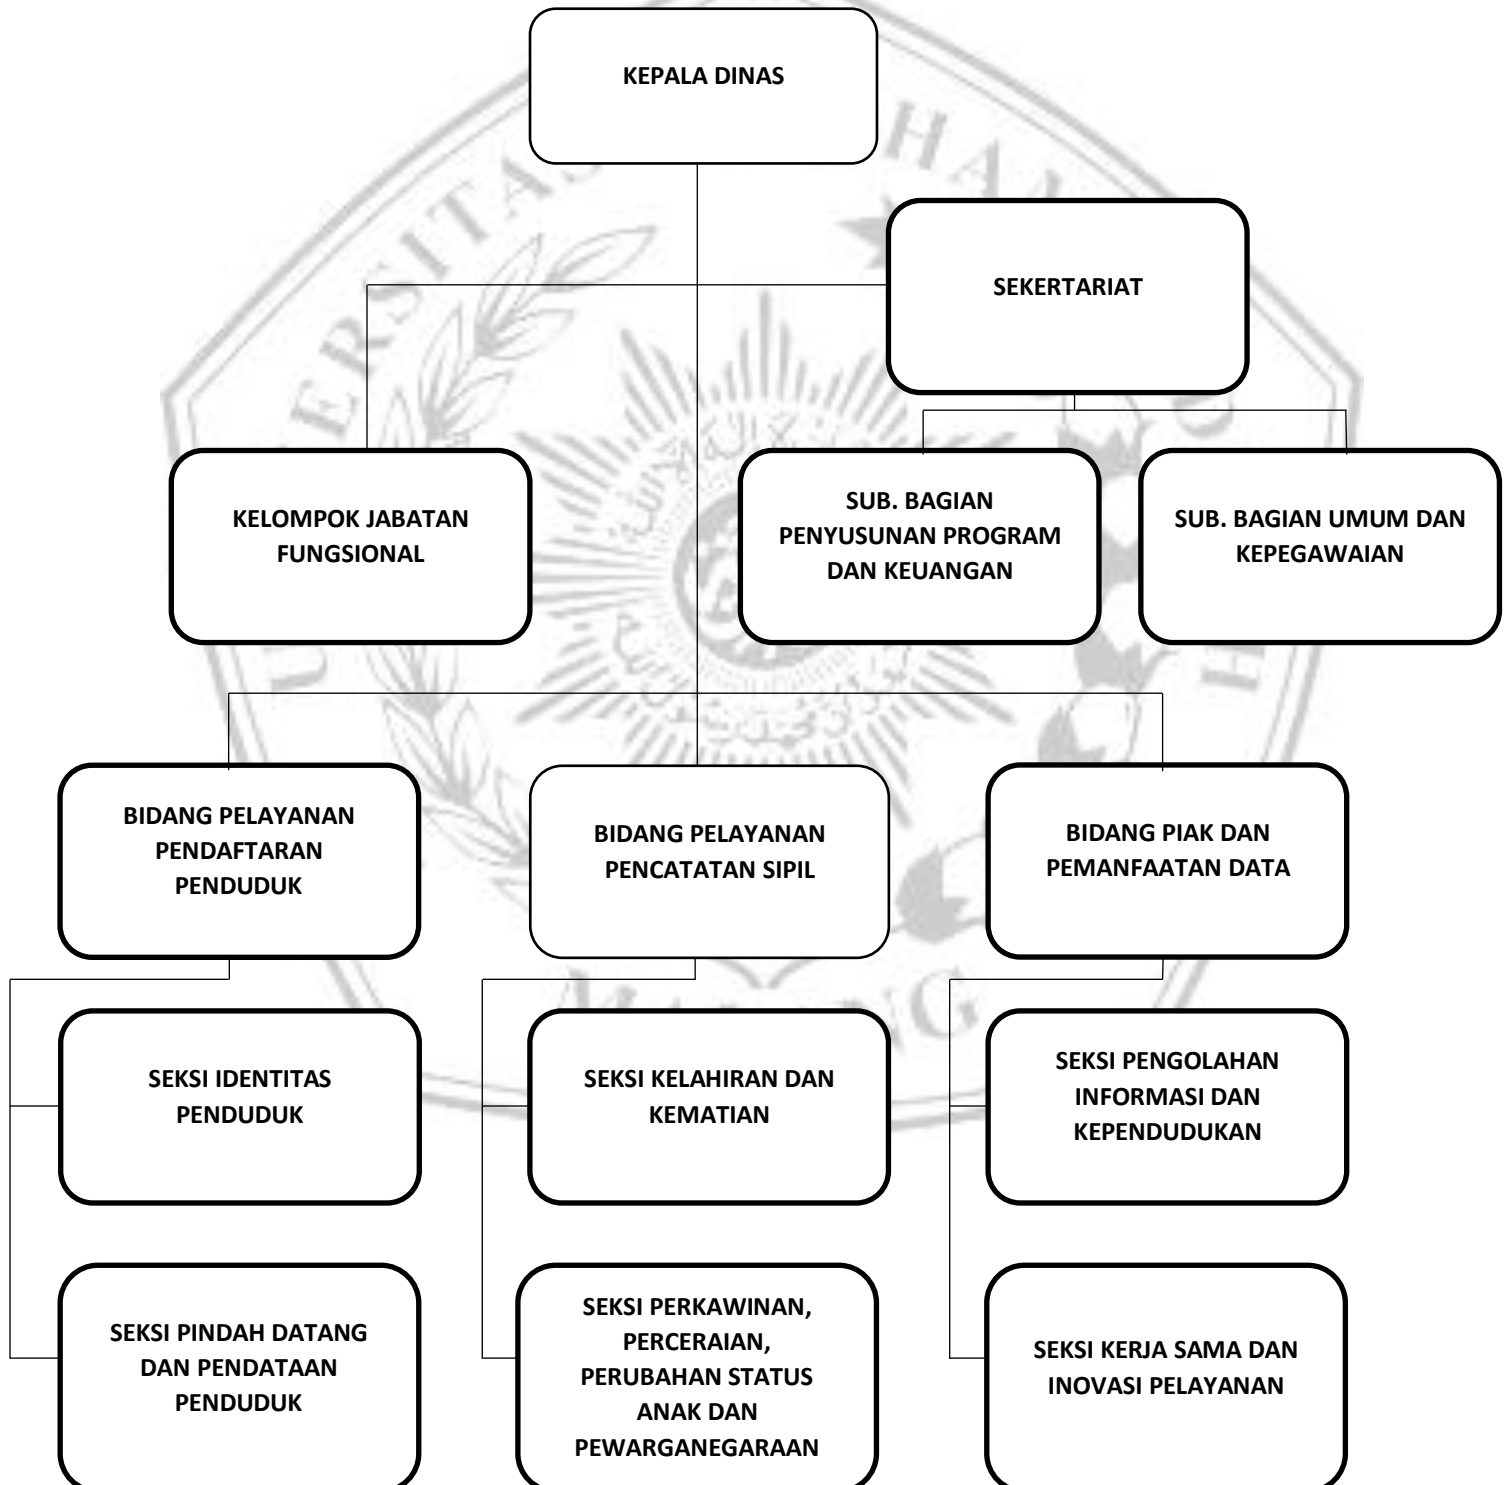 KEPALA DINAS
SEKERTARIAT
KELOMPOK JABATAN
FUNGSIONAL
SUB. BAGIAN
PENYUSUNAN PROGRAM
DAN KEUANGAN
SUB. BAGIAN UMUM DAN
KEPEGAWAIAN
BIDANG PELAYANAN
PENDAFTARAN
PENDUDUK
BIDANG PELAYANAN
PENCATATAN SIPIL
BIDANG PIAK DAN
PEMANFAATAN DATA
SEKSI IDENTITAS
PENDUDUK
SEKSI KELAHIRAN DAN
KEMATIAN
SEKSI PENGOLAHAN
INFORMASI DAN
KEPENDUDUKAN
SEKSI PINDAH DATANG
DAN PENDATAAN
PENDUDUK
SEKSI PERKAWINAN,
PERCERAIAN,
PERUBAHAN STATUS
ANAK DAN
PEWARGANEGARAAN
SEKSI KERJA SAMA DAN
INOVASI PELAYANAN